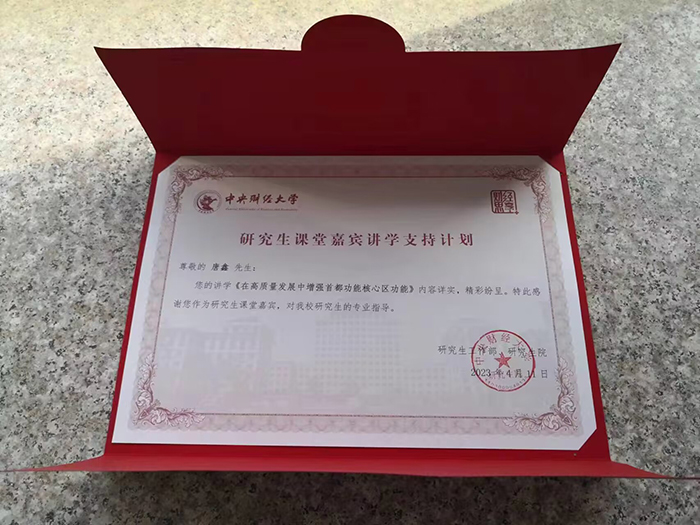 中央财经大学
研究生课堂嘉宾讲学支持计划
尊敬的 唐鑫 先生：
您的讲学《在高质量发展中增强首都功能核心区功能》内容详实，精彩纷呈。特此感
谢您作为研究生课堂嘉宾，对我校研究生的专业指导。
研究生工作部、研究生院
2023年4月11日